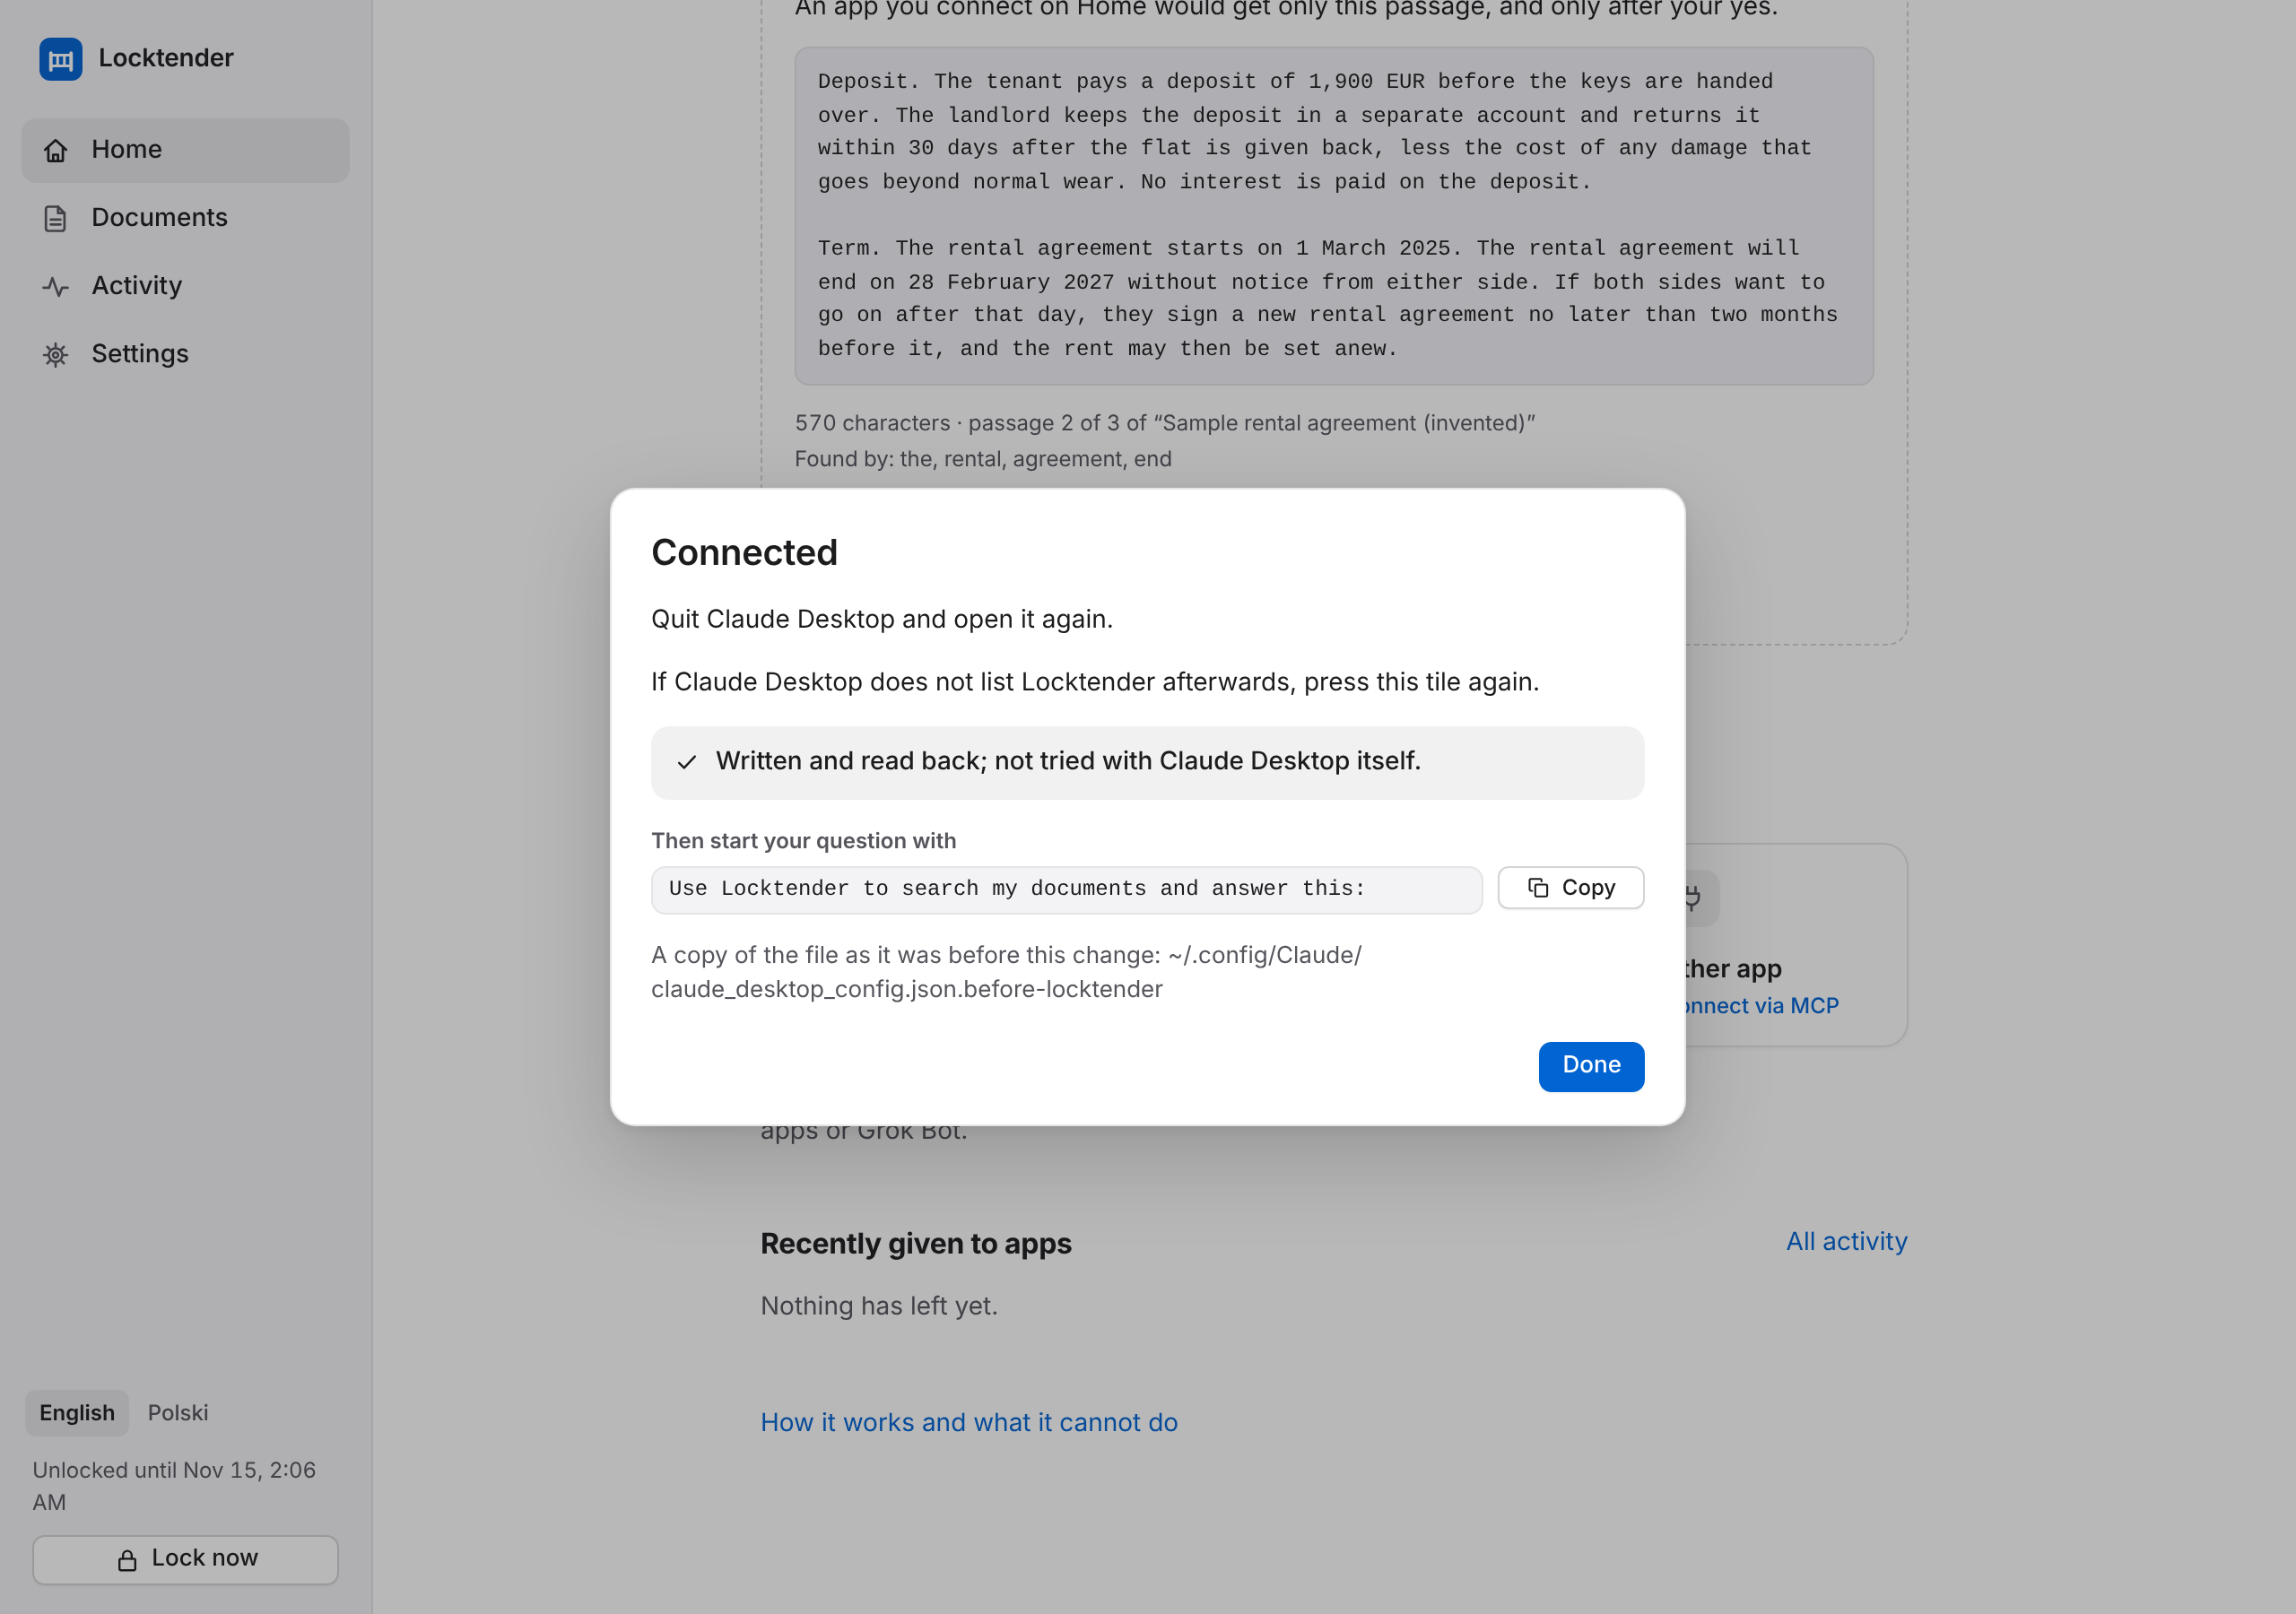 Locktender
Home
Documents
Activity
Settings
English Polski
Unlocked until Nov 15, 2:06
AM
Lock now
An app you connect on Home would get only this passage, and only after your yes.
Deposit. The tenant pays a deposit of 1,900 EUR before the keys are handed
over. The landlord keeps the deposit in a separate account and returns it
within 30 days after the flat is given back, less the cost of any damage that
goes beyond normal wear. No interest is paid on the deposit.
Term. The rental agreement starts on 1 March 2025. The rental agreement will
end on 28 February 2027 without notice from either side. If both sides want to
go on after that day, they sign a new rental agreement no later than two months
before it, and the rent may then be set anew.
570 characters · passage 2 of 3 of “Sample rental agreement (invented)”
Found by: the, rental, agreement, end
Connected
Quit Claude Desktop and open it again.
If Claude Desktop does not list Locktender afterwards, press this tile again.
Written and read back; not tried with Claude Desktop itself.
Then start your question with
Use Locktender to search my documents and answer this:
Copy
A copy of the file as it was before this change: ~/.config/Claude/
claude_desktop_config.json.before-locktender
Done
app
via MCP
apps or Grok Bot.
Recently given to apps
All activity
Nothing has left yet.
How it works and what it cannot do